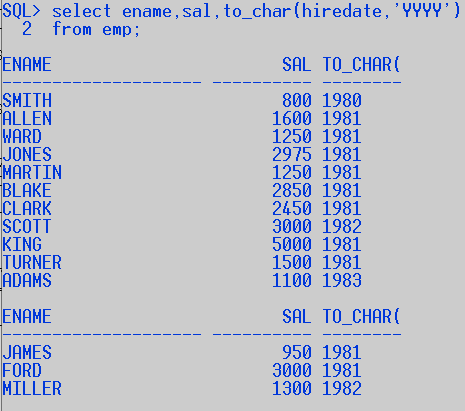 SQL> select ename,sal,to_char(hiredate,'YYYY')
  2  from emp;
ENAME                       SAL TO_CHAR(
-------------------- ---------- --------
SMITH                       800 1980
ALLEN                      1600 1981
WARD                       1250 1981
JONES                      2975 1981
MARTIN                     1250 1981
BLAKE                      2850 1981
CLARK                      2450 1981
SCOTT                      3000 1982
KING                       5000 1981
TURNER                     1500 1981
ADAMS                      1100 1983
ENAME                       SAL TO_CHAR(
-------------------- ---------- --------
JAMES                       950 1981
FORD                       3000 1981
MILLER                     1300 1982